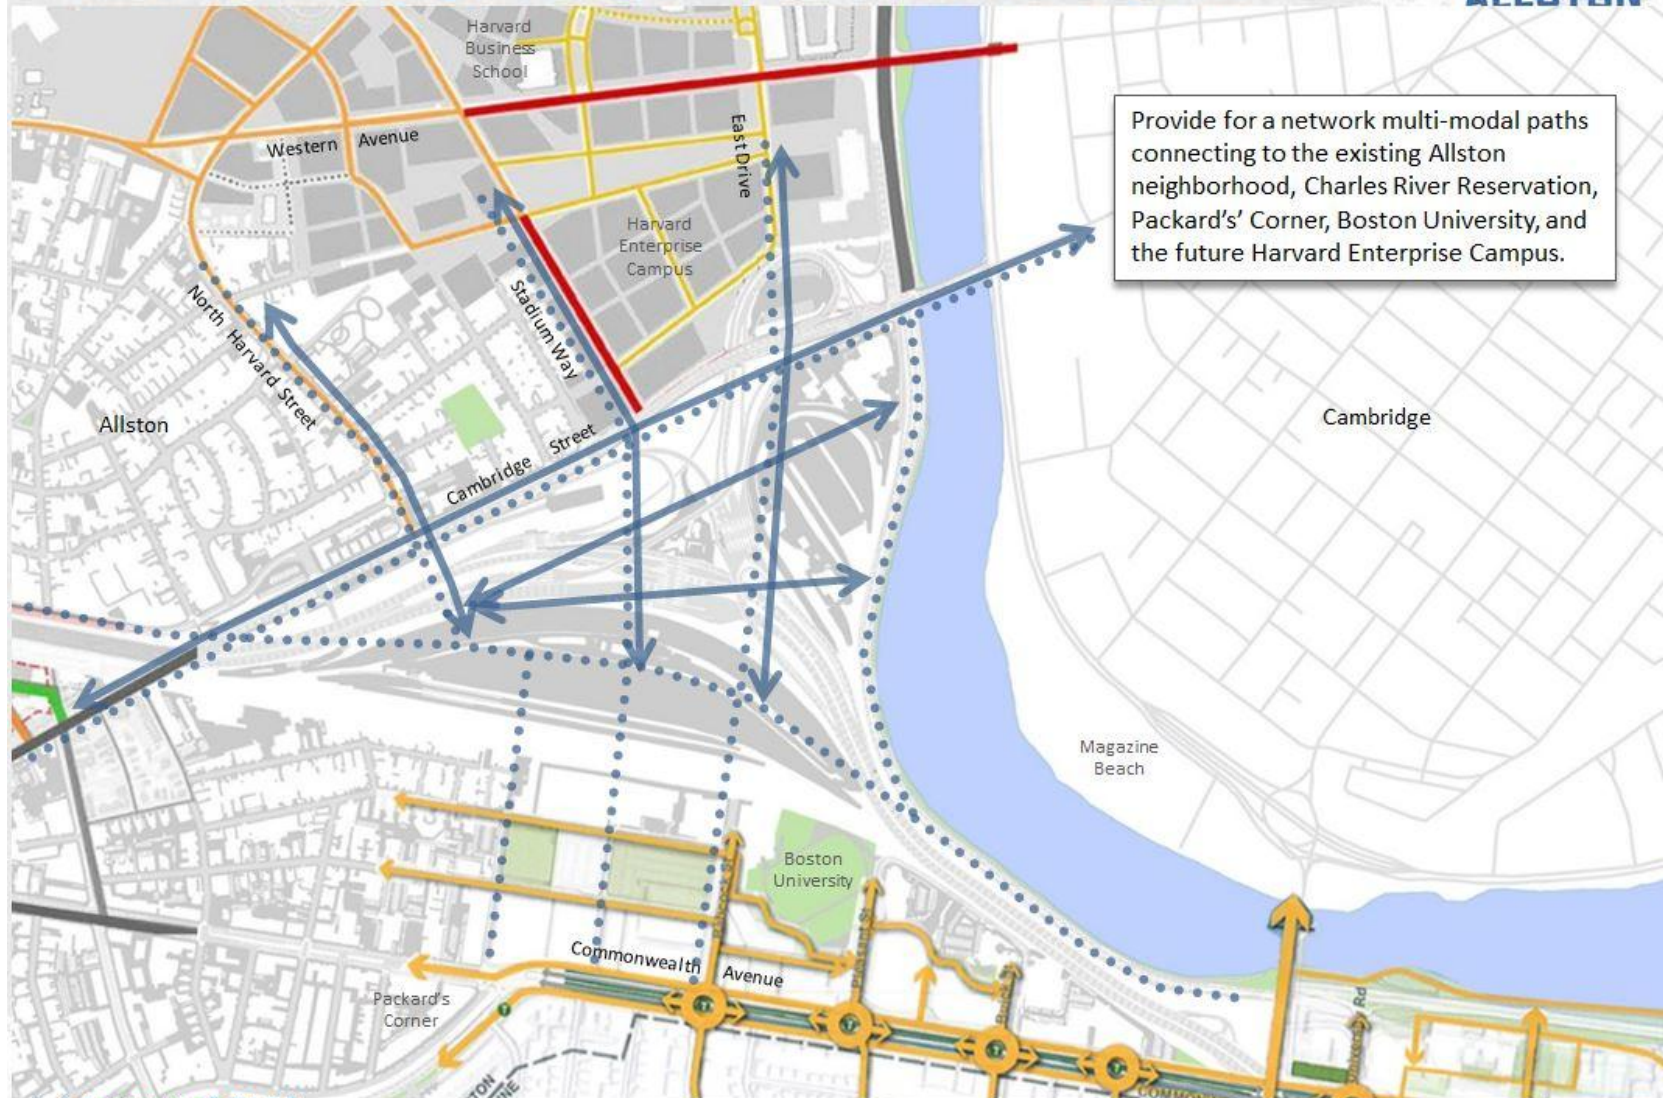 ALLSTON
Harvard
Business
School
Western Avenue
East Drive
Provide for a network multi-modal paths
connecting to the existing Allston
neighborhood, Charles River Reservation,
Packard's' Corner, Boston University, and
the future Harvard Enterprise Campus.
Harvard
Enterprise
Campus
Stadium Way
North Harvard Street
Allston
Cambridge Street
Cambridge
Magazine
Beach
Boston
University
Pleasant St
Commonwealth Avenue
Packard's
Corner